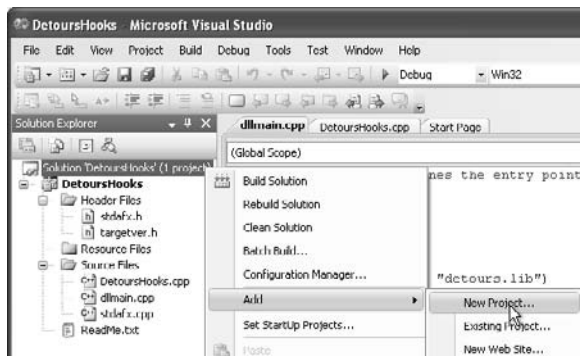 DetoursHooks - Microsoft Visual Studio
File Edit View Project Build Debug Tools Test Window Help
Debug Win32
Solution Explorer
dllmain.cpp DetoursHooks.cpp Start Page
(Global Scope)
Solution 'DetoursHooks' (1 project)
DetoursHooks
Header Files
stdafx.h
targetver.h
Resource Files
Source Files
DetoursHooks.cpp
dllmain.cpp
stdafx.cpp
ReadMe.txt
Build Solution
Rebuild Solution
Clean Solution
Batch Build...
Configuration Manager...
Add
Set StartUp Projects...
Paste
nes the entry point
"detours.lib")
New Project...
Existing Project...
New Web Site...